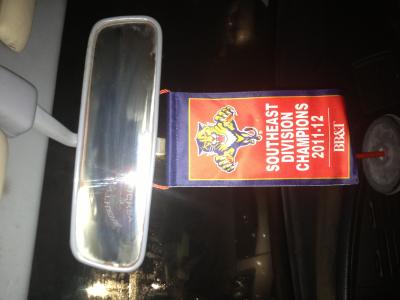 SOUTHEAST
DIVISION
CHAMPIONS
2011-12
BB&T